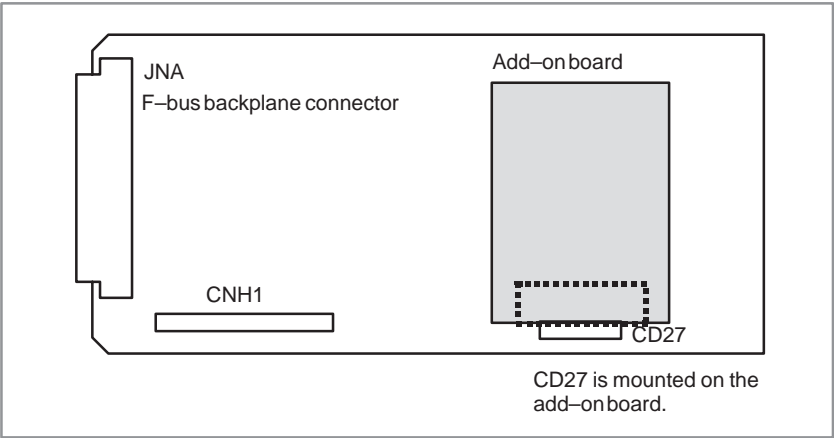 JNA
F–bus backplane connector
Add–on board
CNH1
CD27
CD27 is mounted on the
add–on board.